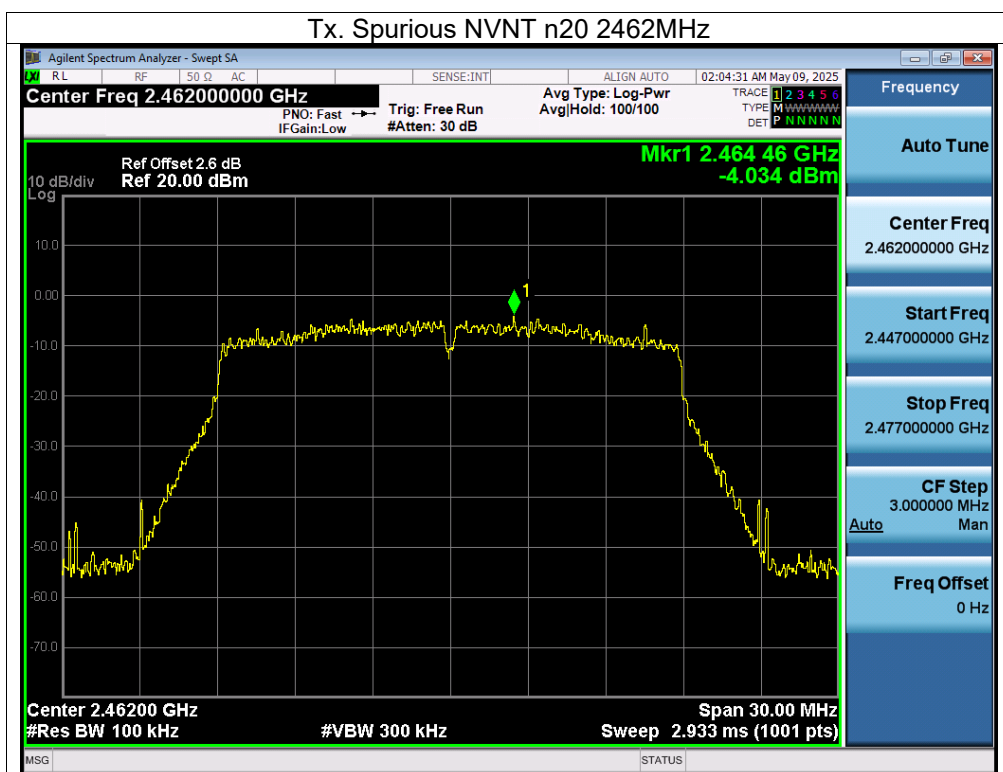 Tx. Spurious NVNT n20 2462MHz
Agilent Spectrum Analyzer - Swept SA
LXI RL RF 50 Ω AC SENSE:INT ALIGN AUTO 02:04:31 AM May 09, 2025
Center Freq 2.462000000 GHz
PNO: Fast
IFGain:Low
Trig: Free Run
#Atten: 30 dB
Avg Type: Log-Pwr
Avg|Hold: 100/100
TRACE 1 2 3 4 5 6
TYPE M WWWWW
DET P N N N N N
Mkr1 2.464 46 GHz
-4.034 dBm
Ref Offset 2.6 dB
10 dB/div Ref 20.00 dBm
Log
10.0
0.00
-10.0
-20.0
-30.0
-40.0
-50.0
-60.0
-70.0
1
Center 2.46200 GHz Span 30.00 MHz
#Res BW 100 kHz #VBW 300 kHz Sweep 2.933 ms (1001 pts)
MSG STATUS
Frequency
Auto Tune
Center Freq
2.462000000 GHz
Start Freq
2.447000000 GHz
Stop Freq
2.477000000 GHz
CF Step
3.000000 MHz
Auto Man
Freq Offset
0 Hz